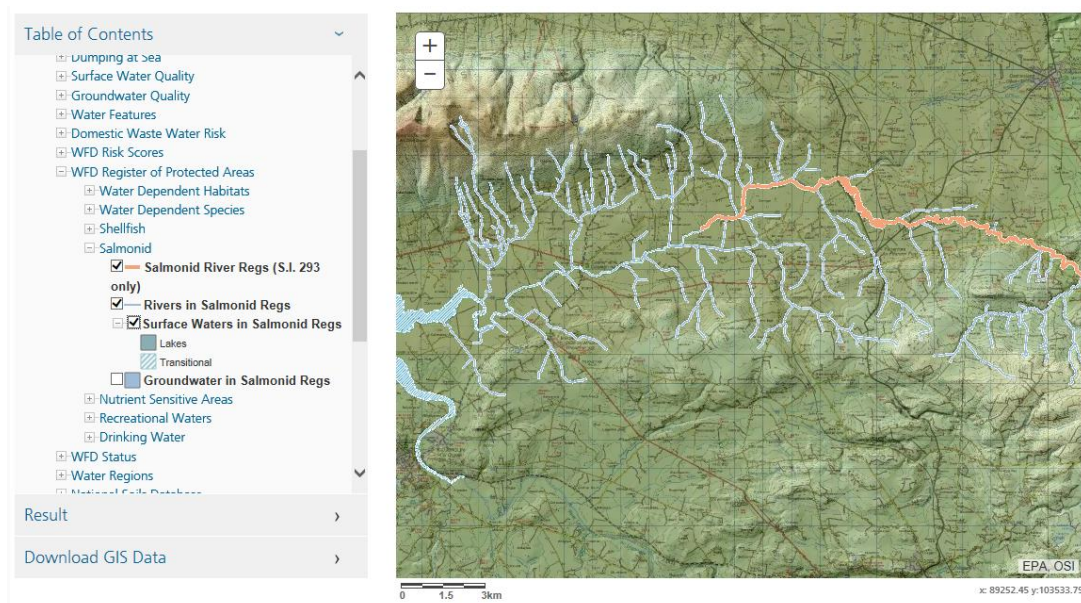 Table of Contents
Dumping at Sea
Surface Water Quality
Groundwater Quality
Water Features
Domestic Waste Water Risk
WFD Risk Scores
WFD Register of Protected Areas
Water Dependent Habitats
Water Dependent Species
Shellfish
Salmonid
Salmonid River Regs (S.I. 293
only)
Rivers in Salmonid Regs
Surface Waters in Salmonid Regs
Lakes
Transitional
Groundwater in Salmonid Regs
Nutrient Sensitive Areas
Recreational Waters
Drinking Water
WFD Status
Water Regions
National Soils Database
Result
Download GIS Data
+
−
EPA, OSI
0 1.5 3km
x: 89252.45 y:103533.79